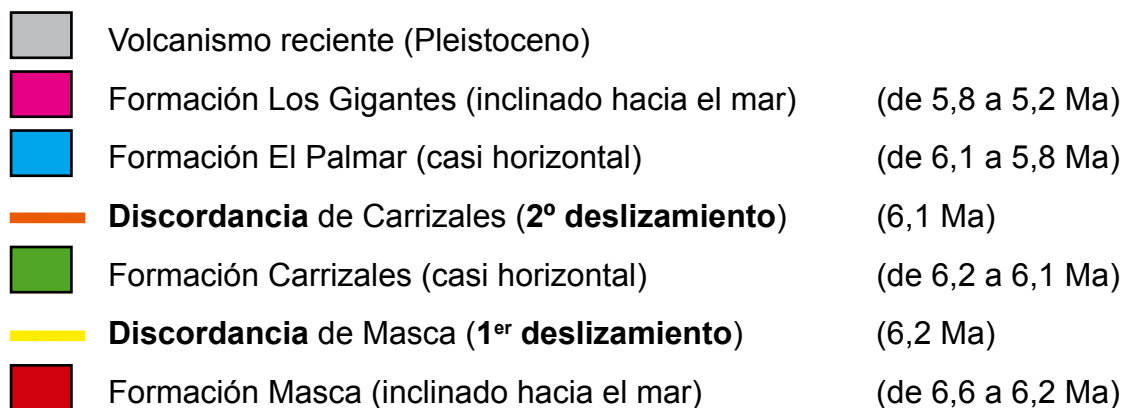 Volcanismo reciente (Pleistoceno)
Formación Los Gigantes (inclinado hacia el mar) (de 5,8 a 5,2 Ma)
Formación El Palmar (casi horizontal) (de 6,1 a 5,8 Ma)
Discordancia de Carrizales (2º deslizamiento) (6,1 Ma)
Formación Carrizales (casi horizontal) (de 6,2 a 6,1 Ma)
Discordancia de Masca (1er deslizamiento) (6,2 Ma)
Formación Masca (inclinado hacia el mar) (de 6,6 a 6,2 Ma)